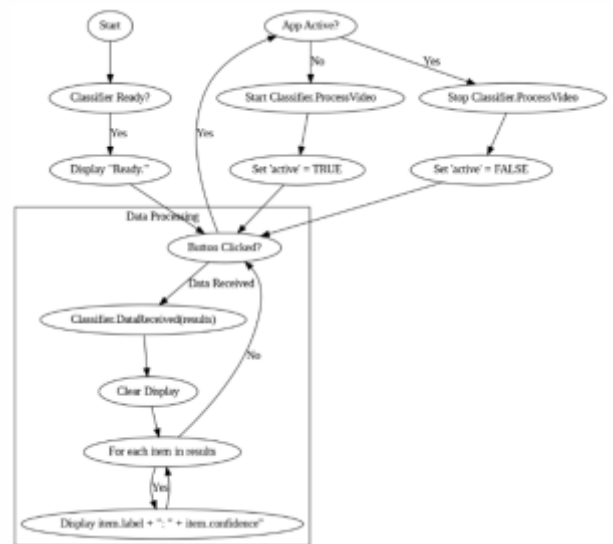 Start
App Active?
No
Yes
Classifier Ready?
Start Classifier.ProcessVideo
Stop Classifier.ProcessVideo
Yes
Yes
Display "Ready."
Set 'active' = TRUE
Set 'active' = FALSE
Data Processing
Button Clicked?
Data Received
Classifier.DataReceived(results)
No
Clear Display
For each item in results
Yes
Display item.label + ": " + item.confidence"